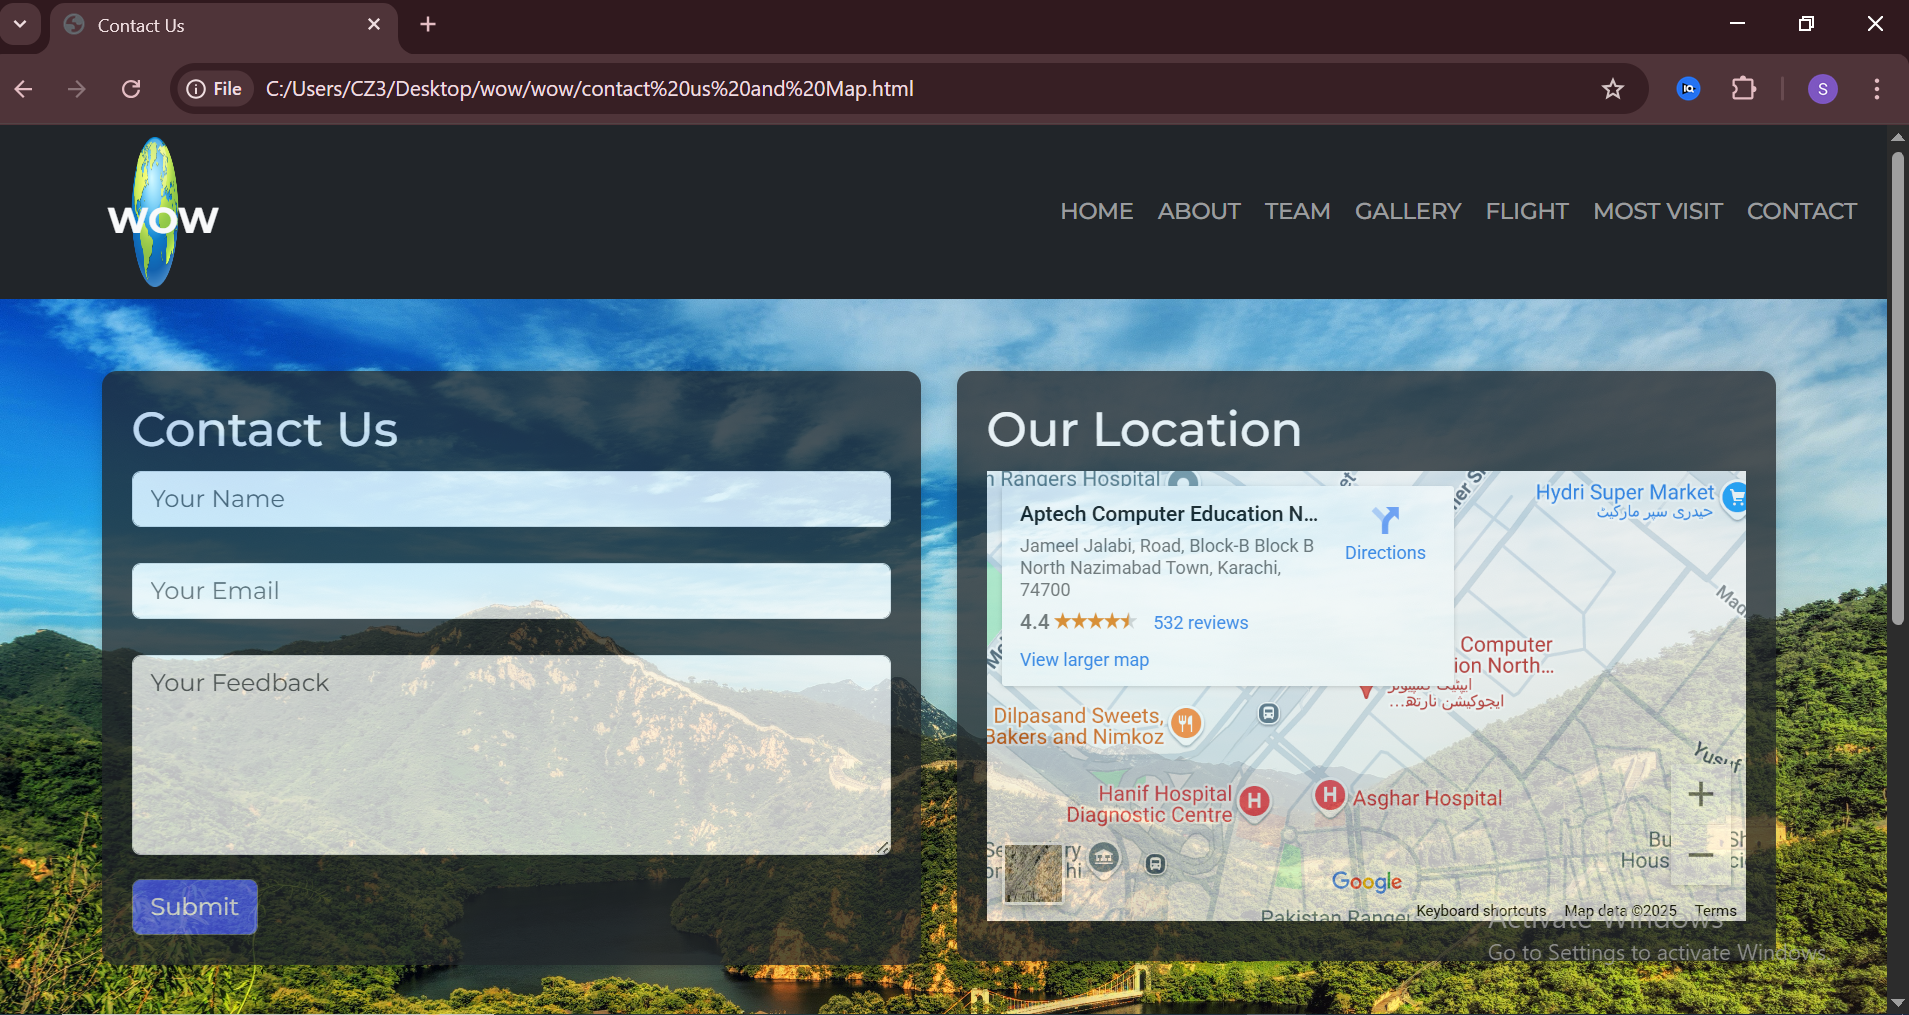 Contact Us
File
C:/Users/CZ3/Desktop/wow/wow/contact%20us%20and%20Map.html
S
WOW
HOME ABOUT TEAM GALLERY FLIGHT MOST VISIT CONTACT
Contact Us
Your Name
Your Email
Your Feedback
Submit
Our Location
Rangers Hospital
Hydri Super Market
حیدری سپر مارکیٹ
Aptech Computer Education N...
Jameel Jalabi, Road, Block-B Block B
North Nazimabad Town, Karachi,
74700
Directions
4.4
532 reviews
View larger map
Computer
ion North...
ایجوکیشن نارتھ...
Dilpasand Sweets,
Bakers and Nimkoz
Yusuf
Hanif Hospital
Diagnostic Centre
H
H
Asghar Hospital
Google
Pakistan Ranger
Keyboard shortcuts
Map data ©2025
Terms
Activate Windows
Go to Settings to activate Windows.